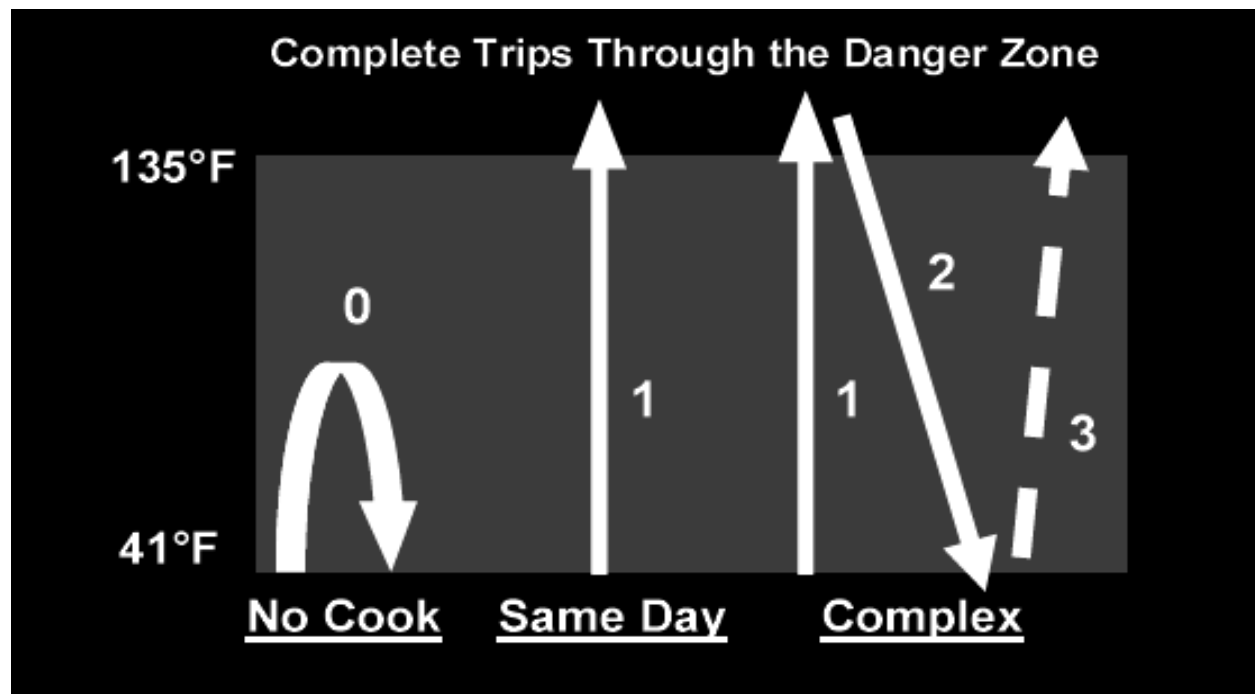 Complete Trips Through the Danger Zone
135°F
0
2
1
1
3
41°F
No Cook
Same Day
Complex